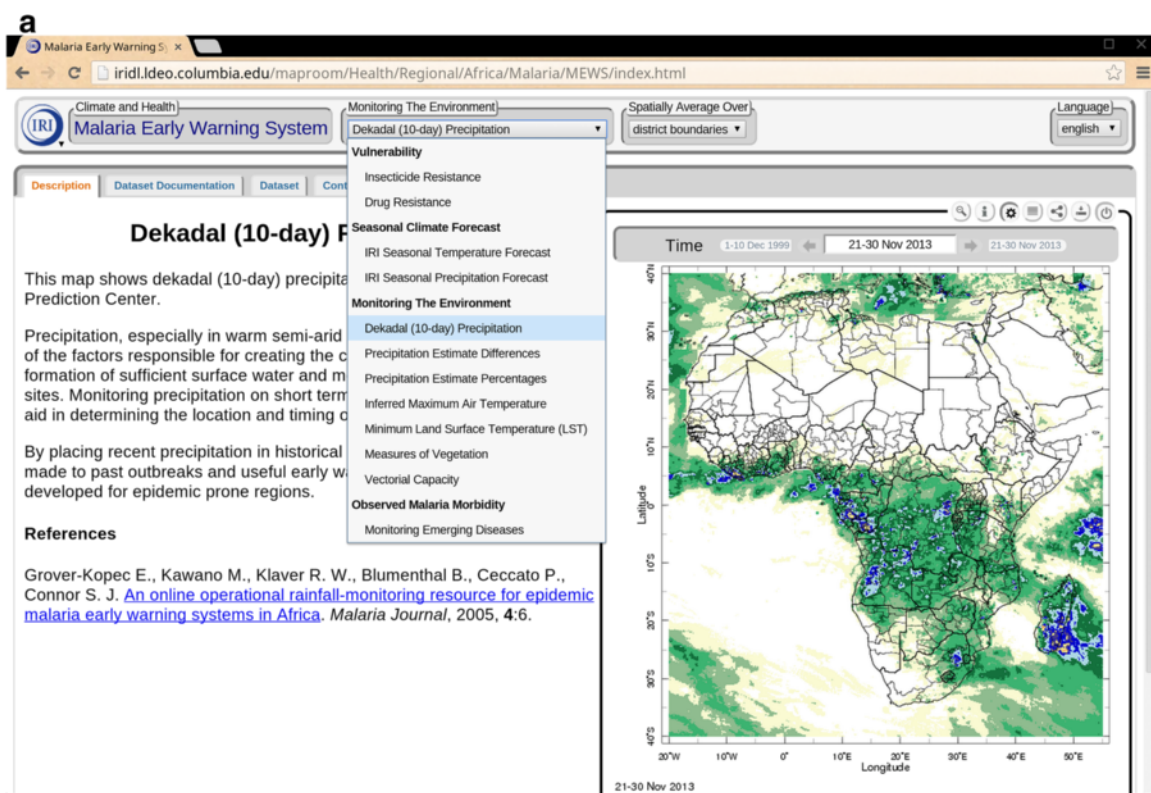 a
Malaria Early Warning S
iridl.ldeo.columbia.edu/maproom/Health/Regional/Africa/Malaria/MEWS/index.html
IRI
Climate and Health
Malaria Early Warning System
Monitoring The Environment
Dekadal (10-day) Precipitation
Spatially Average Over
district boundaries
Language
english
Vulnerability
Insecticide Resistance
Drug Resistance
Seasonal Climate Forecast
IRI Seasonal Temperature Forecast
IRI Seasonal Precipitation Forecast
Monitoring The Environment
Dekadal (10-day) Precipitation
Precipitation Estimate Differences
Precipitation Estimate Percentages
Inferred Maximum Air Temperature
Minimum Land Surface Temperature (LST)
Measures of Vegetation
Vectorial Capacity
Observed Malaria Morbidity
Monitoring Emerging Diseases
Description Dataset Documentation Dataset Cont
Dekadal (10-day) P
This map shows dekadal (10-day) precipita
Prediction Center.
Precipitation, especially in warm semi-arid
of the factors responsible for creating the c
formation of sufficient surface water and m
sites. Monitoring precipitation on short term
aid in determining the location and timing o
By placing recent precipitation in historical
made to past outbreaks and useful early wa
developed for epidemic prone regions.
References
Grover-Kopec E., Kawano M., Klaver R. W., Blumenthal B., Ceccato P.,
Connor S. J. An online operational rainfall-monitoring resource for epidemic
malaria early warning systems in Africa. Malaria Journal, 2005, 4:6.
Time 1-10 Dec 1999 21-30 Nov 2013 21-30 Nov 2013
Latitude
40°N
30°N
20°N
10°N
0°
10°S
20°S
30°S
40°S
20°W 10°W 0° 10°E 20°E 30°E 40°E 50°E
Longitude
21-30 Nov 2013